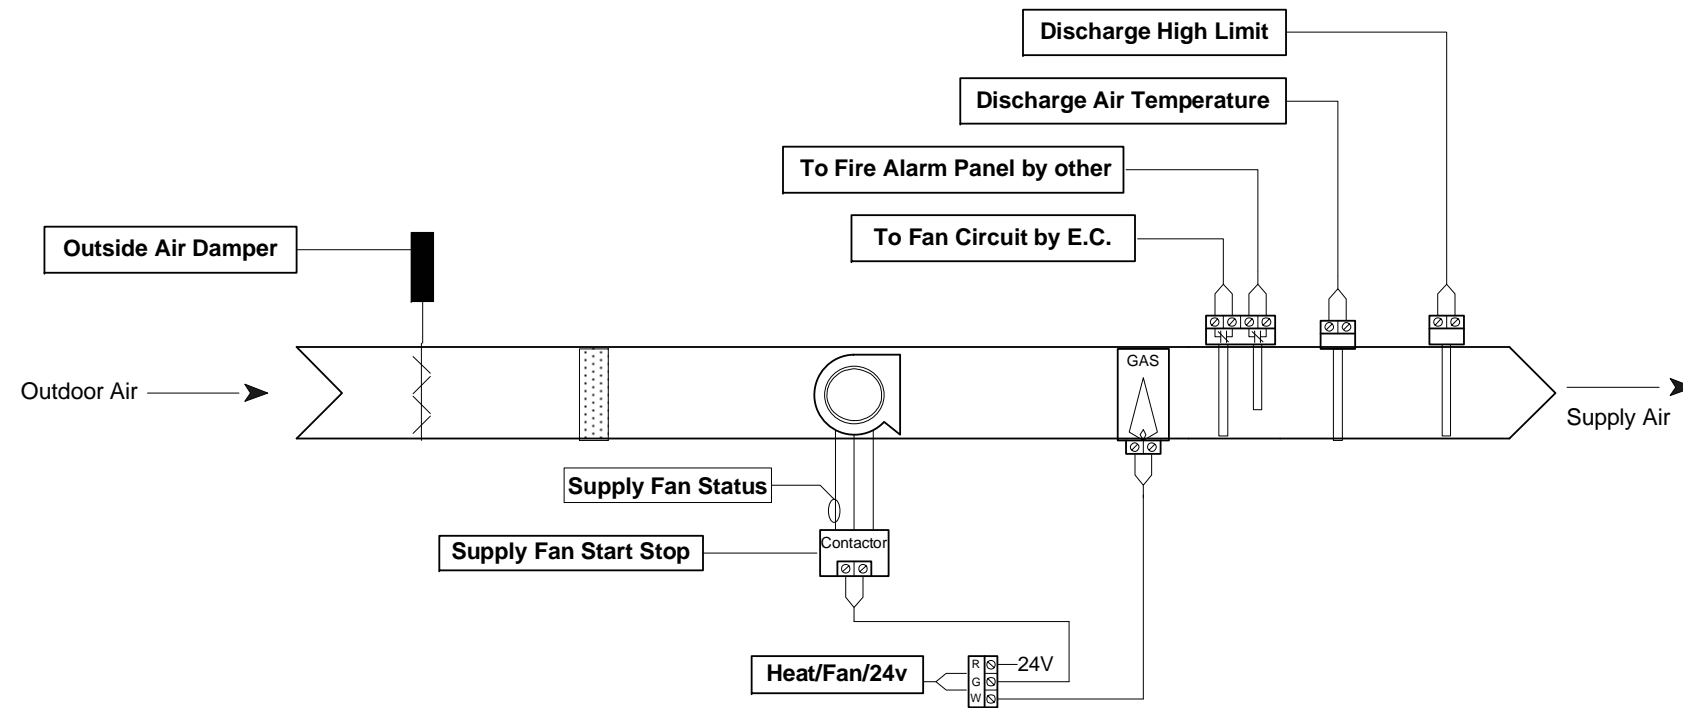 Discharge High Limit
Discharge Air Temperature
To Fire Alarm Panel by other
To Fan Circuit by E.C.
Outside Air Damper
GAS
Outdoor Air
Supply Air
Supply Fan Status
Contactor
Supply Fan Start Stop
Heat/Fan/24v
R
24V
G
W